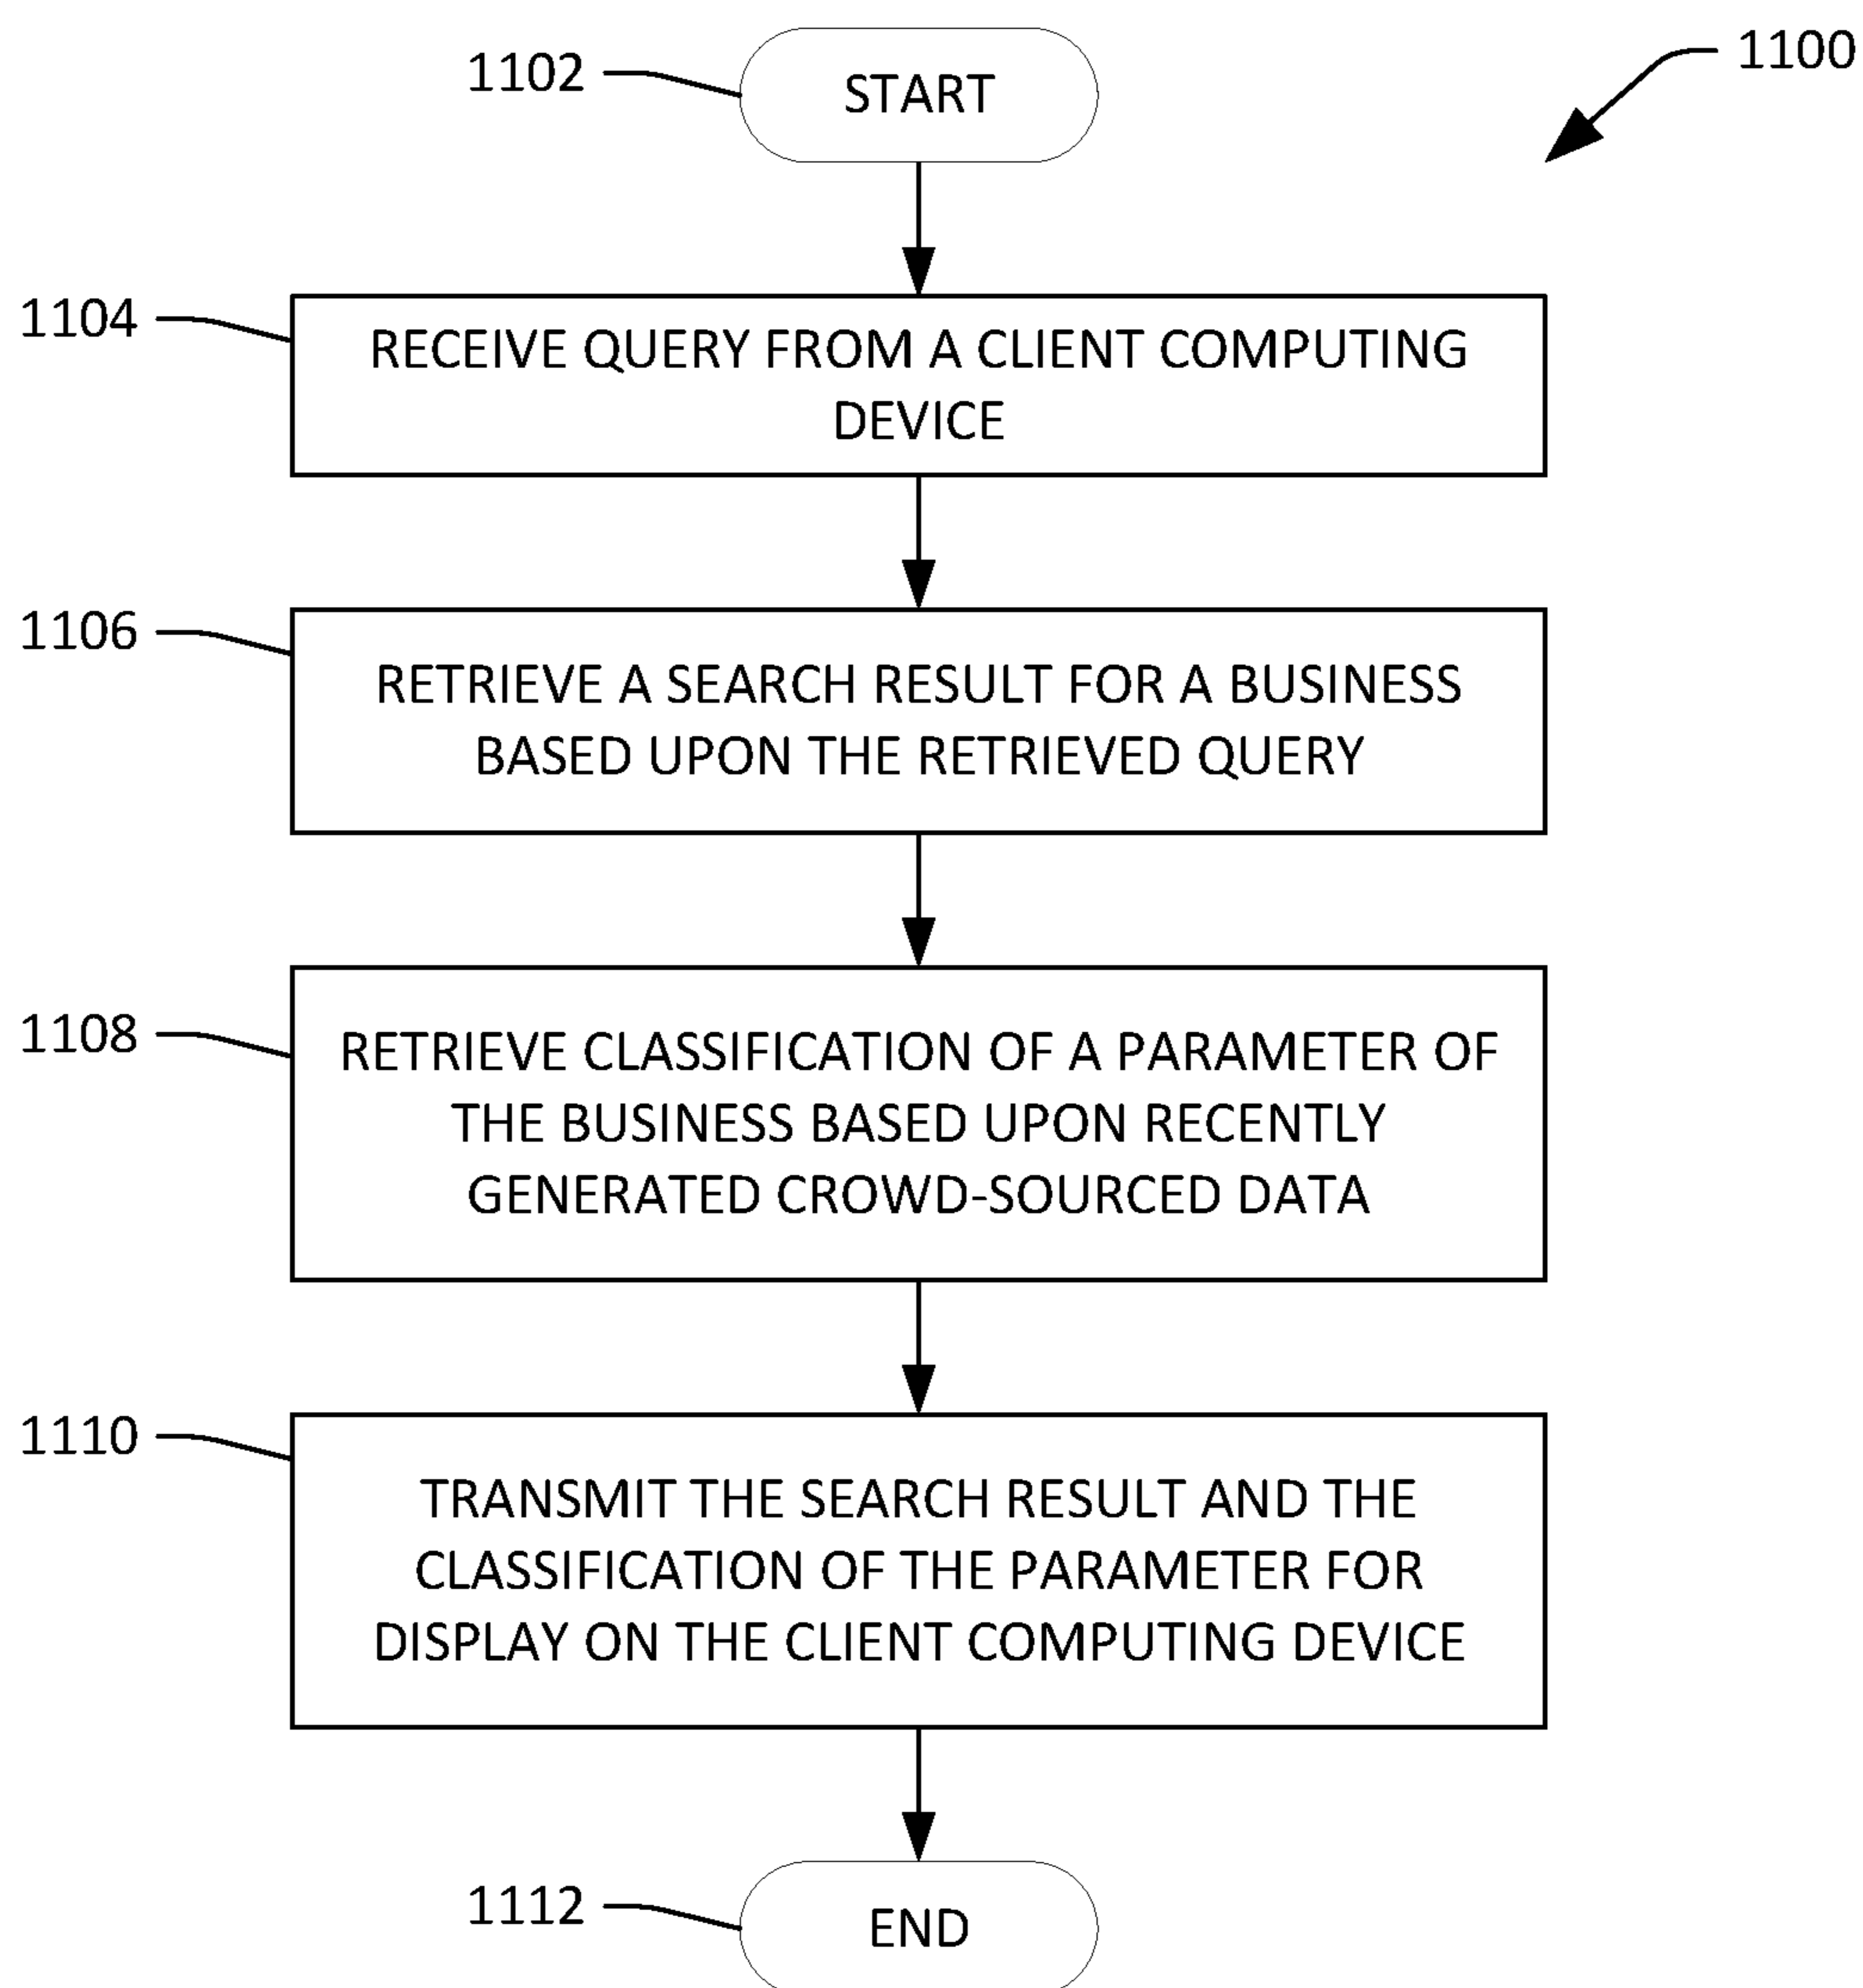 1100
1102
START
1104
RECEIVE QUERY FROM A CLIENT COMPUTING
DEVICE
1106
RETRIEVE A SEARCH RESULT FOR A BUSINESS
BASED UPON THE RETRIEVED QUERY
1108
RETRIEVE CLASSIFICATION OF A PARAMETER OF
THE BUSINESS BASED UPON RECENTLY
GENERATED CROWD-SOURCED DATA
1110
TRANSMIT THE SEARCH RESULT AND THE
CLASSIFICATION OF THE PARAMETER FOR
DISPLAY ON THE CLIENT COMPUTING DEVICE
1112
END